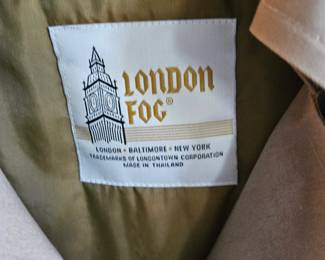 LONDON
FOG®
LONDON • BALTIMORE • NEW YORK
TRADEMARKS OF LONDONTOWN CORPORATION
MADE IN THAILAND